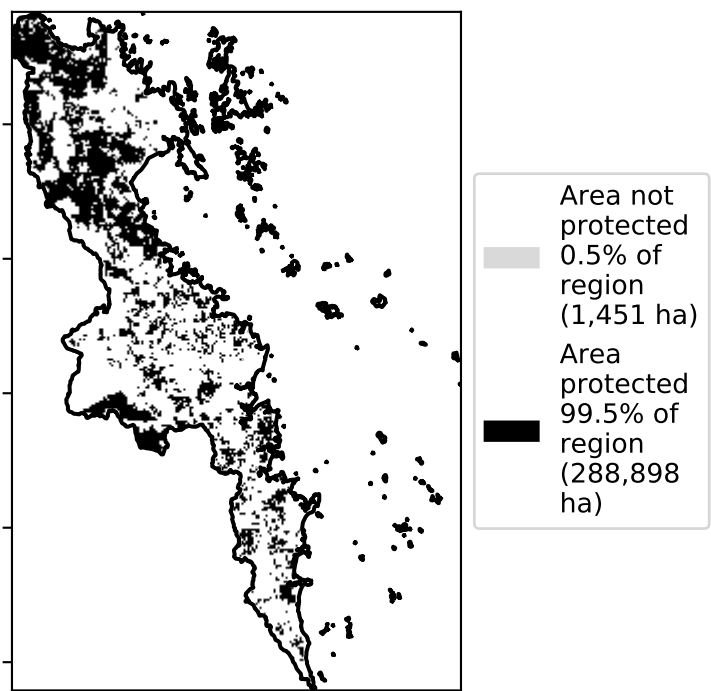 Area not
protected
0.5% of
region
(1,451 ha)
Area
protected
99.5% of
region
(288,898
ha)